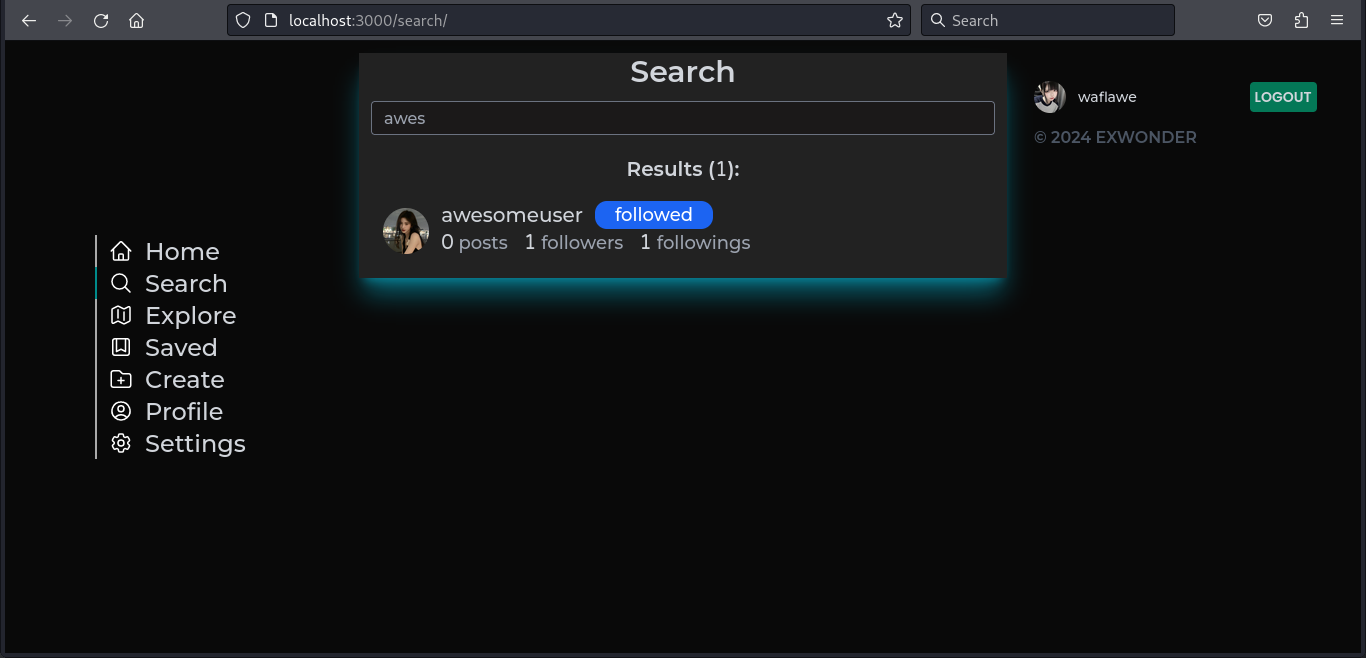 localhost:3000/search/
Search
Search
awes
Results (1):
awesomeuser followed
0 posts 1 followers 1 followings
Home
Search
Explore
Saved
Create
Profile
Settings
waflawe LOGOUT
© 2024 EXWONDER